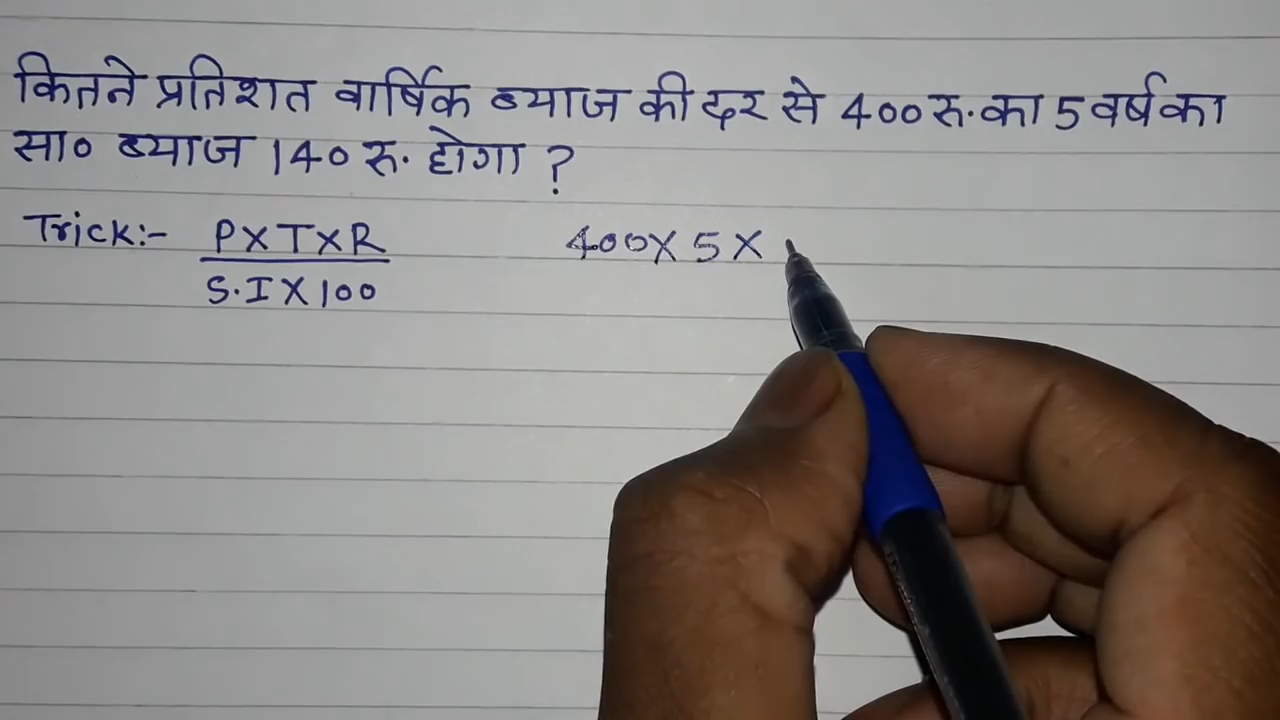 कितने प्रतिशत वार्षिक ब्याज की दर से 400 रु. का 5 वर्ष का
सा० ब्याज 140 रु. होगा ?
Trick:- P X T X R 400 X 5 X
S.I X 100